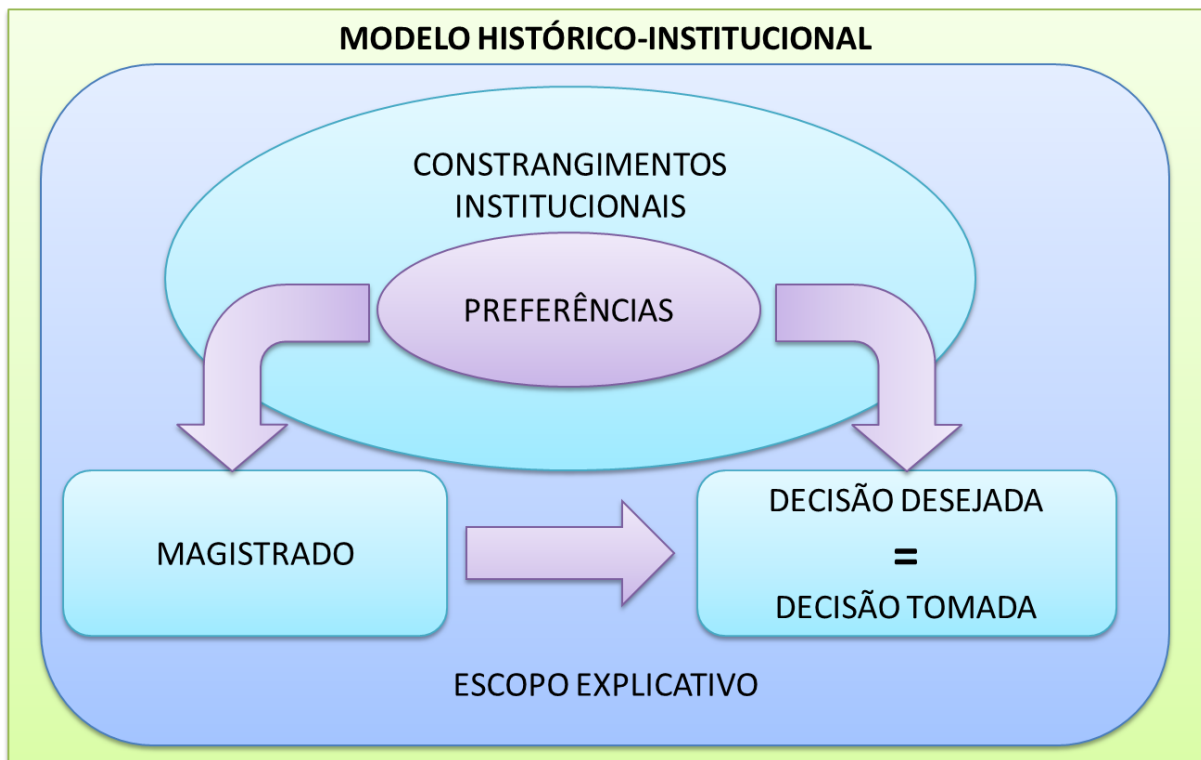 MODELO HISTÓRICO-INSTITUCIONAL
CONSTRANGIMENTOS
INSTITUCIONAIS
PREFERÊNCIAS
MAGISTRADO
DECISÃO DESEJADA
=
DECISÃO TOMADA
ESCOPO EXPLICATIVO